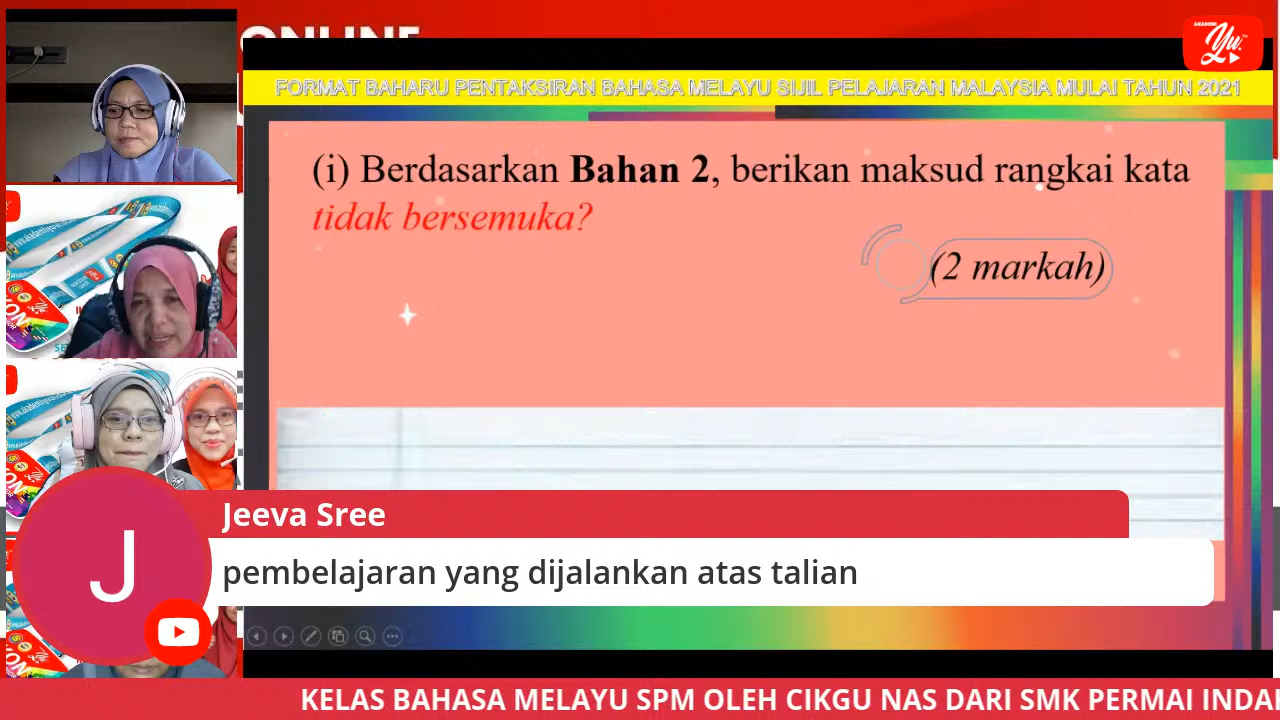 ONLINE
AKADEMI
Yu.
FORMAT BAHARU PENTAKSIRAN BAHASA MELAYU SIJIL PELAJARAN MALAYSIA MULAI TAHUN 2021
(i) Berdasarkan Bahan 2, berikan maksud rangkai kata
tidak bersemuka?
(2 markah)
J
Jeeva Sree
pembelajaran yang dijalankan atas talian
KELAS BAHASA MELAYU SPM OLEH CIKGU NAS DARI SMK PERMAI INDAH